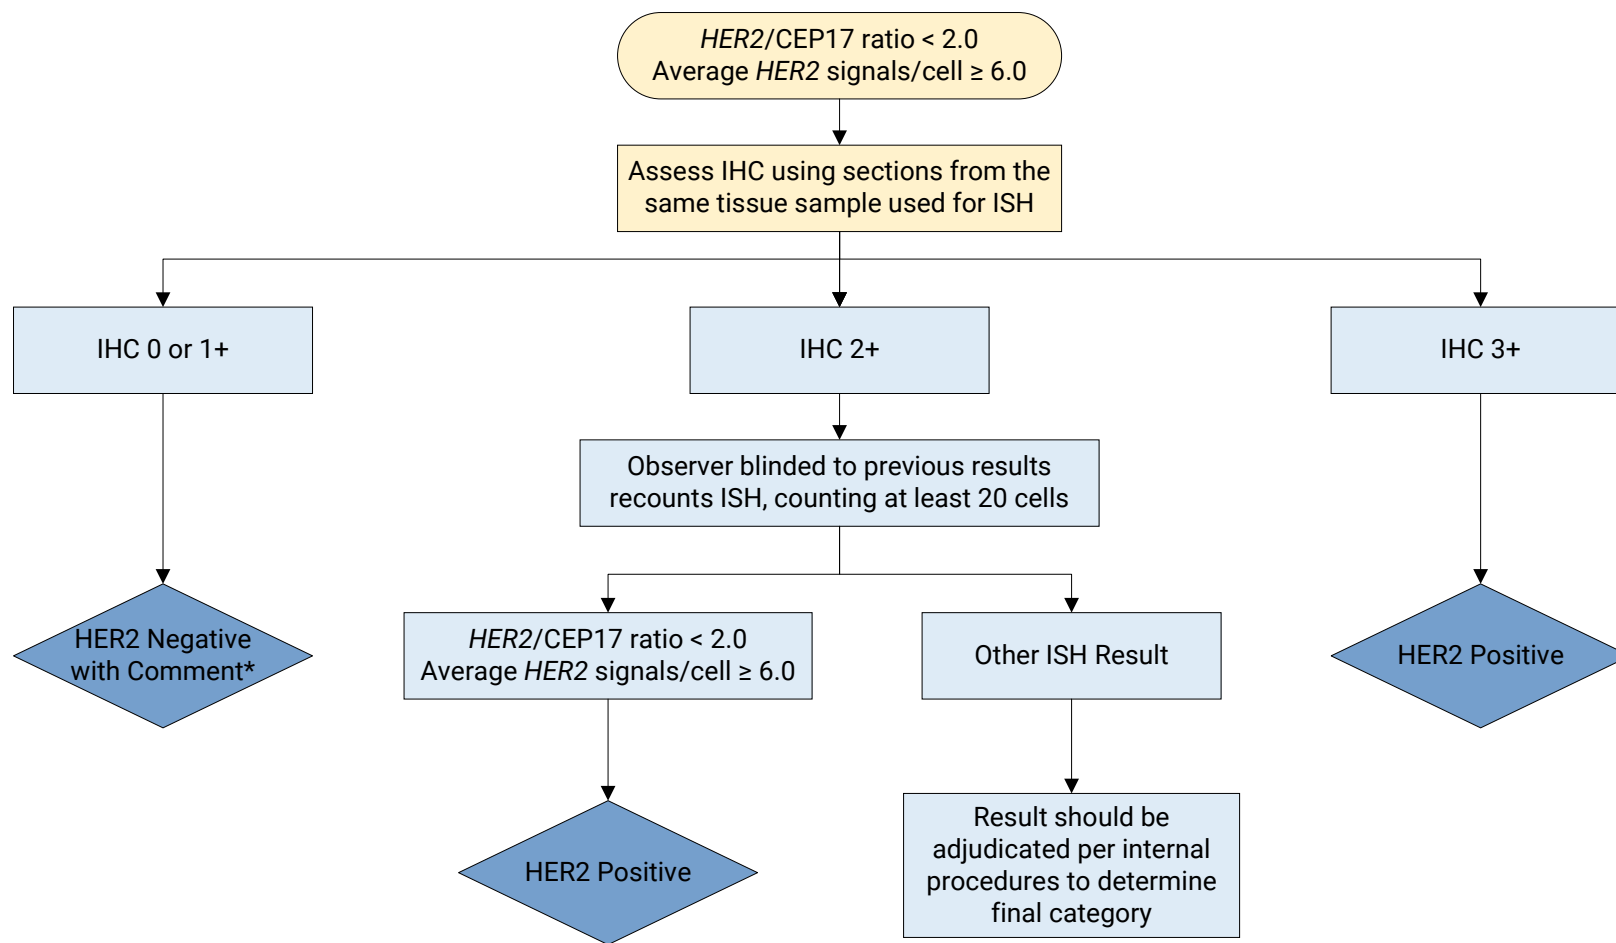 HER2/CEP17 ratio < 2.0
Average HER2 signals/cell ≥ 6.0
Assess IHC using sections from the
same tissue sample used for ISH
IHC 0 or 1+
IHC 2+
IHC 3+
Observer blinded to previous results
recounts ISH, counting at least 20 cells
HER2 Negative
with Comment*
HER2/CEP17 ratio < 2.0
Average HER2 signals/cell ≥ 6.0
Other ISH Result
HER2 Positive
HER2 Positive
Result should be
adjudicated per internal
procedures to determine
final category